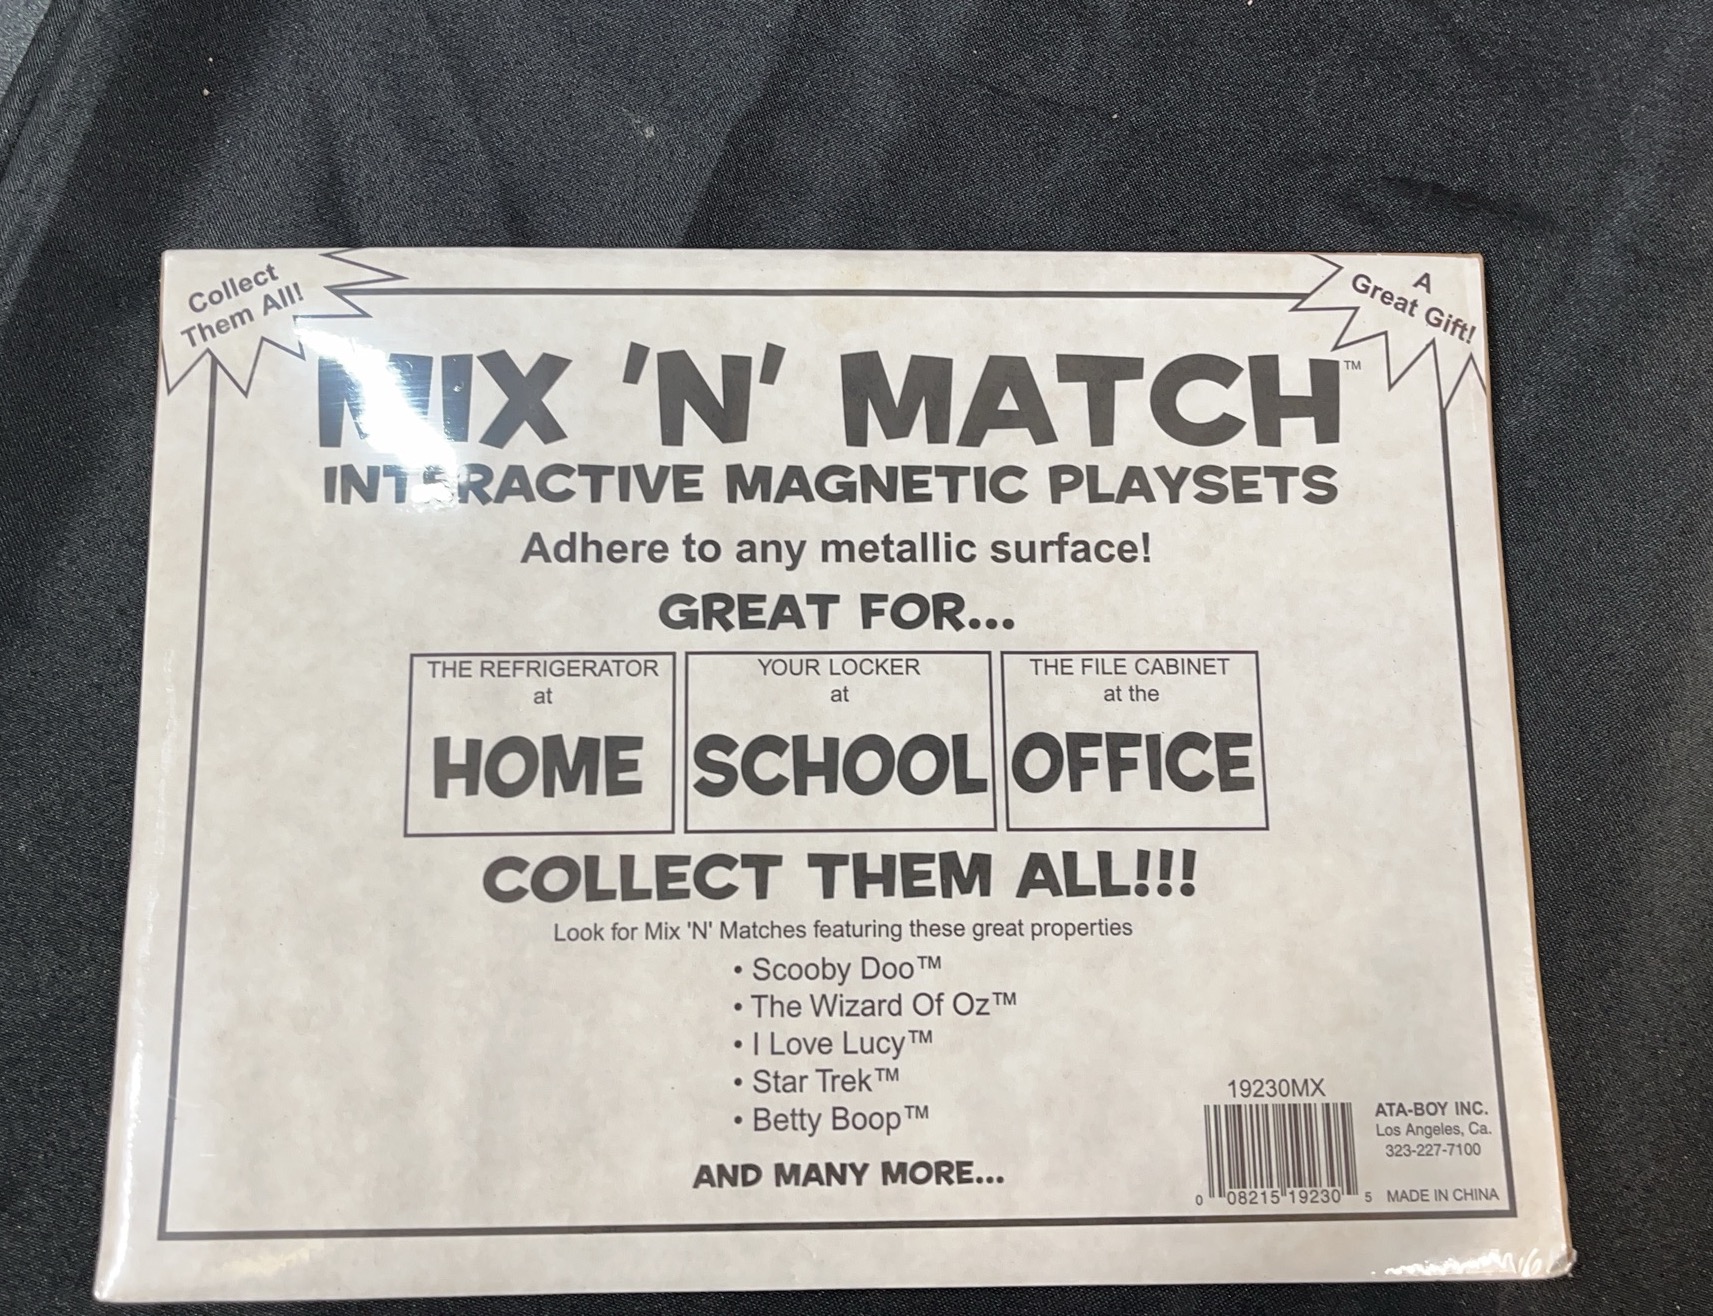 Collect
Them All!
A
Great Gift!
MIX 'N' MATCH™
INTERACTIVE MAGNETIC PLAYSETS
Adhere to any metallic surface!
GREAT FOR...
THE REFRIGERATOR
at
HOME
YOUR LOCKER
at
SCHOOL
THE FILE CABINET
at the
OFFICE
COLLECT THEM ALL!!!
Look for Mix 'N' Matches featuring these great properties
• Scooby Doo™
• The Wizard Of Oz™
• I Love Lucy™
• Star Trek™
• Betty Boop™
AND MANY MORE...
19230MX
0 08215 19230 5
ATA-BOY INC.
Los Angeles, Ca.
323-227-7100
MADE IN CHINA